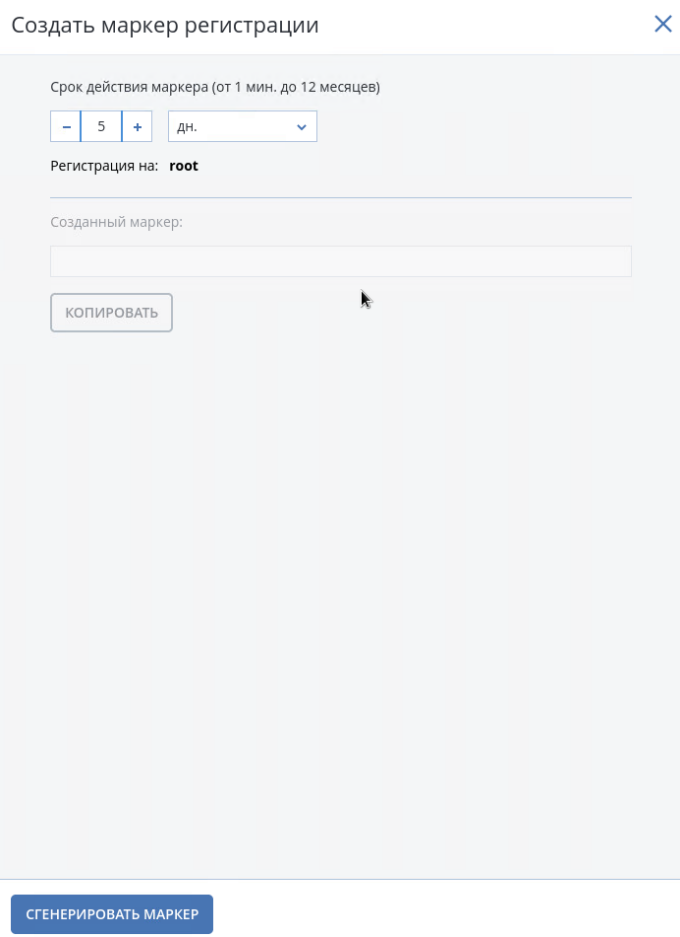 Создать маркер регистрации
Срок действия маркера (от 1 мин. до 12 месяцев)
− 5 + дн.
Регистрация на: root
Созданный маркер:
КОПИРОВАТЬ
СГЕНЕРИРОВАТЬ МАРКЕР